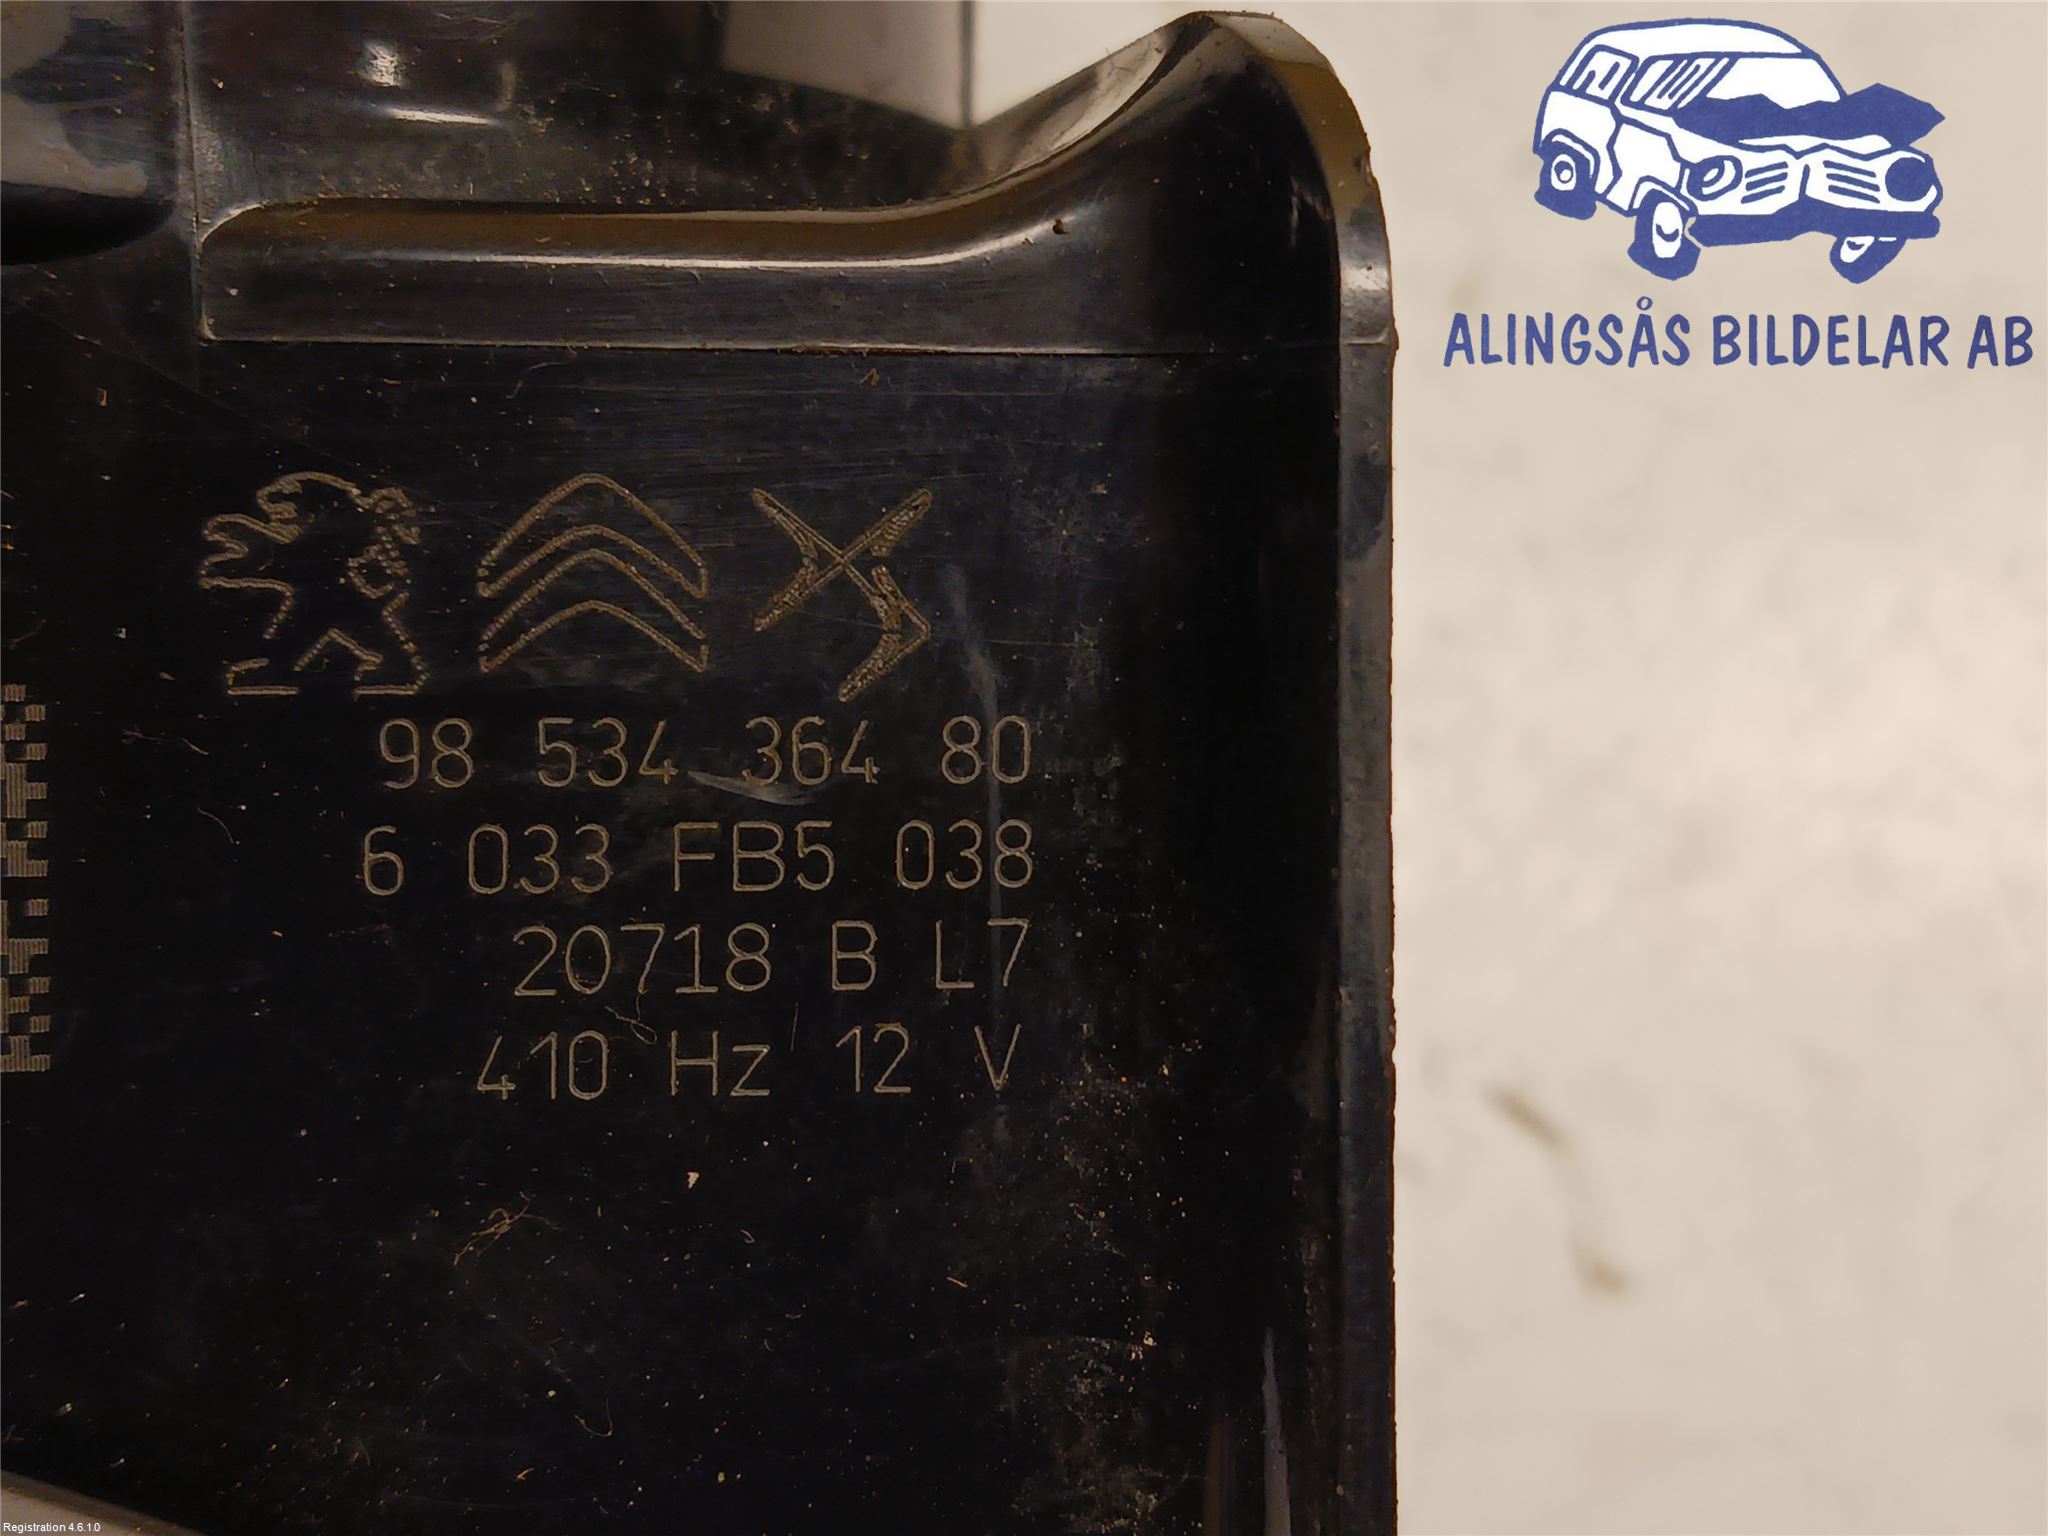 ALINGSÅS BILDELAR AB
98 534 364 80
6 033 FB5 038
20718 B L7
410 Hz 12 V
Registration 4.6.1.0